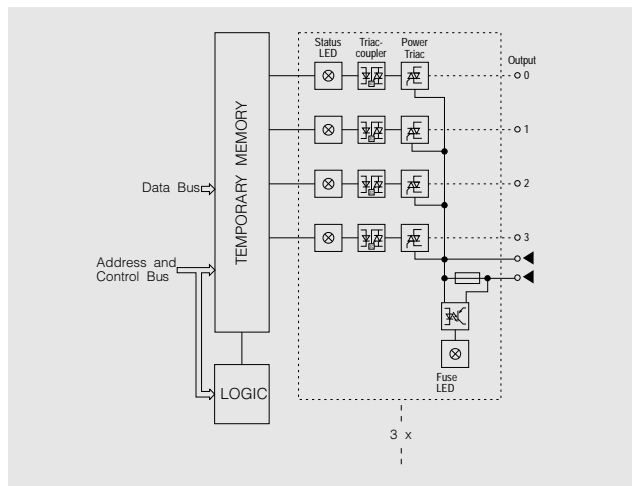 Status
LED
Triac-
coupler
Power
Triac
Output
0
1
2
3
TEMPORARY MEMORY
Data Bus
Address and
Control Bus
LOGIC
Fuse
LED
3 x